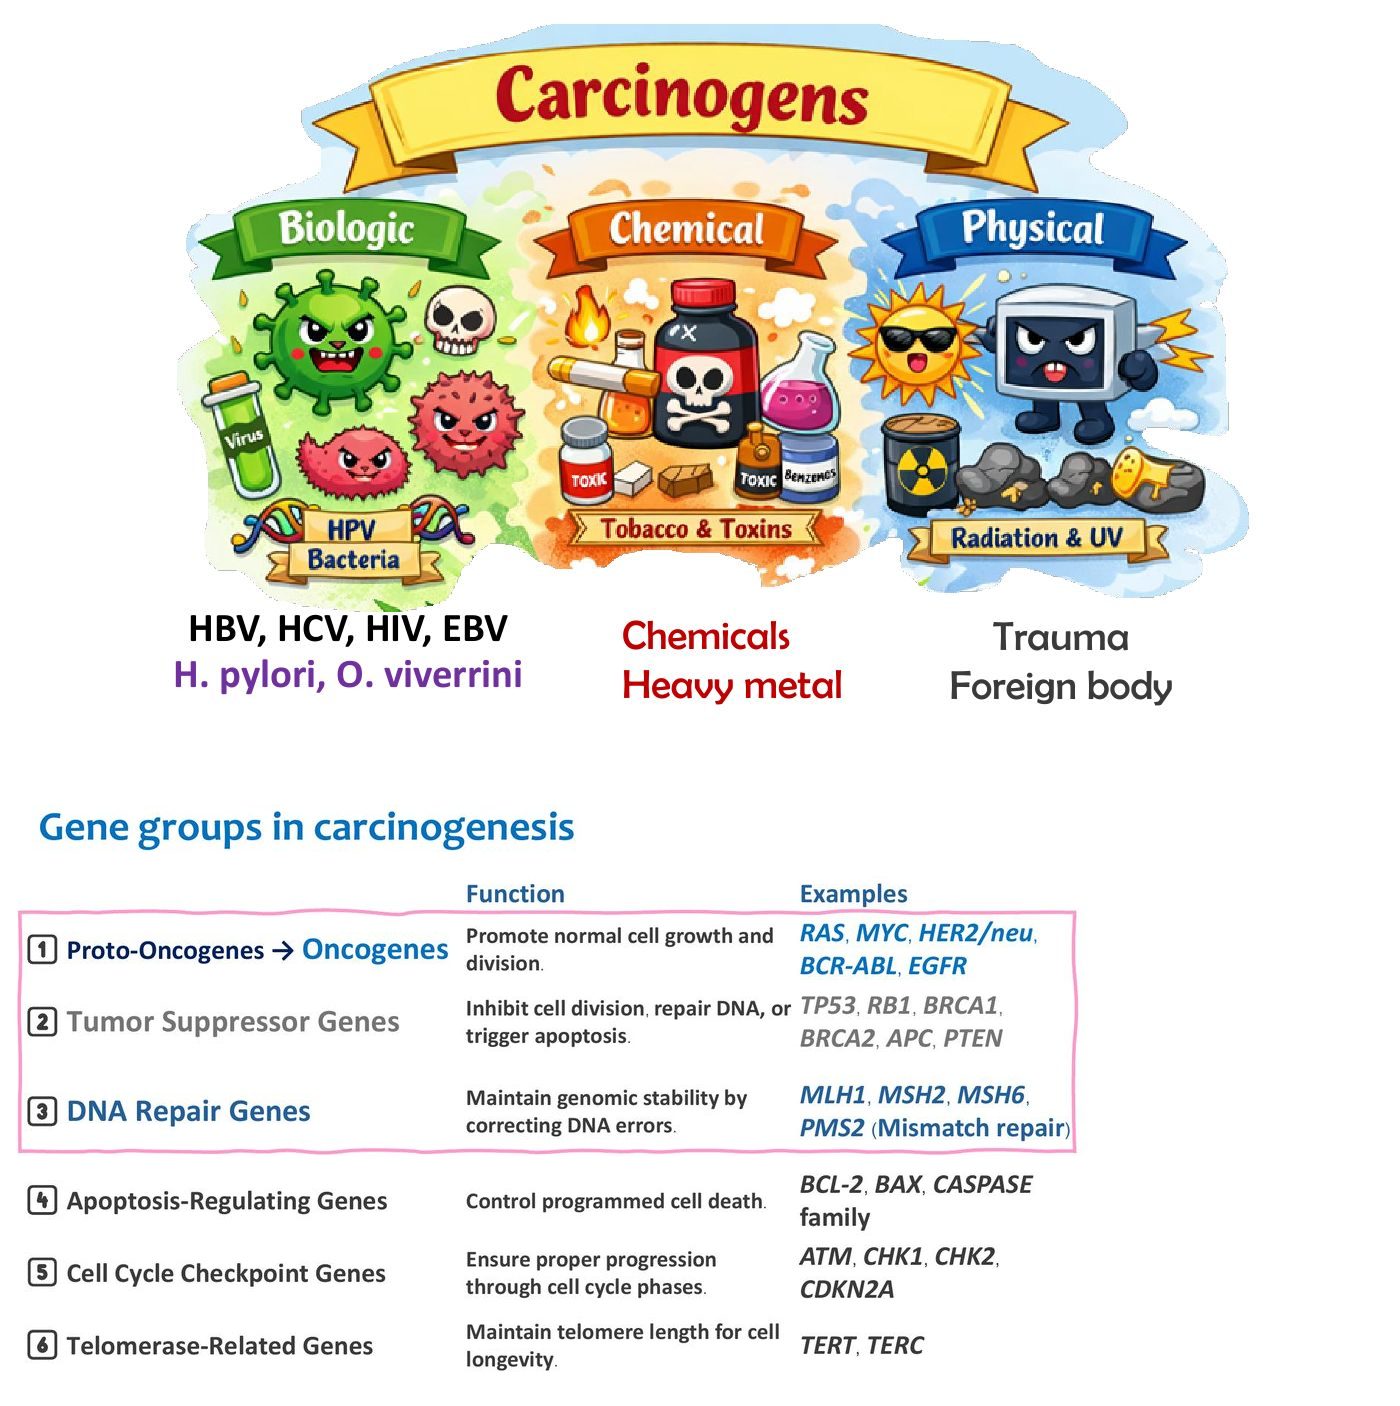 Carcinogens
Biologic
Chemical
Physical
Virus
HPV
Bacteria
X
TOXIC
TOXIC
Benzenos
Tobacco & Toxins
Radiation & UV
HBV, HCV, HIV, EBV
H. pylori, O. viverrini
Chemicals
Heavy metal
Trauma
Foreign body
Gene groups in carcinogenesis
Function Examples
1 Proto-Oncogenes → Oncogenes
Promote normal cell growth and
division.
RAS, MYC, HER2/neu,
BCR-ABL, EGFR
2 Tumor Suppressor Genes
Inhibit cell division, repair DNA, or
trigger apoptosis.
TP53, RB1, BRCA1,
BRCA2, APC, PTEN
3 DNA Repair Genes
Maintain genomic stability by
correcting DNA errors.
MLH1, MSH2, MSH6,
PMS2 (Mismatch repair)
4 Apoptosis-Regulating Genes
Control programmed cell death.
BCL-2, BAX, CASPASE
family
5 Cell Cycle Checkpoint Genes
Ensure proper progression
through cell cycle phases.
ATM, CHK1, CHK2,
CDKN2A
6 Telomerase-Related Genes
Maintain telomere length for cell
longevity.
TERT, TERC